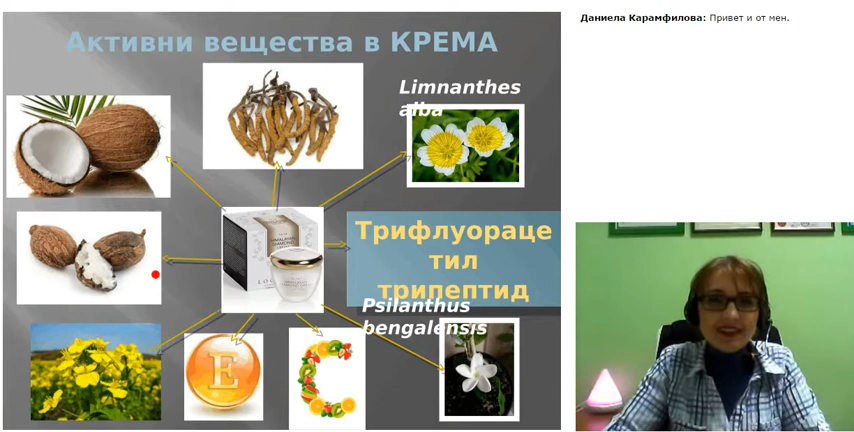 Активни вещества в КРЕМА
Даниела Карамфилова: Привет и от мен.
Limnanthes
alba
Трифлуораце
тил
трипептид
Psilanthus
bengalensis
E